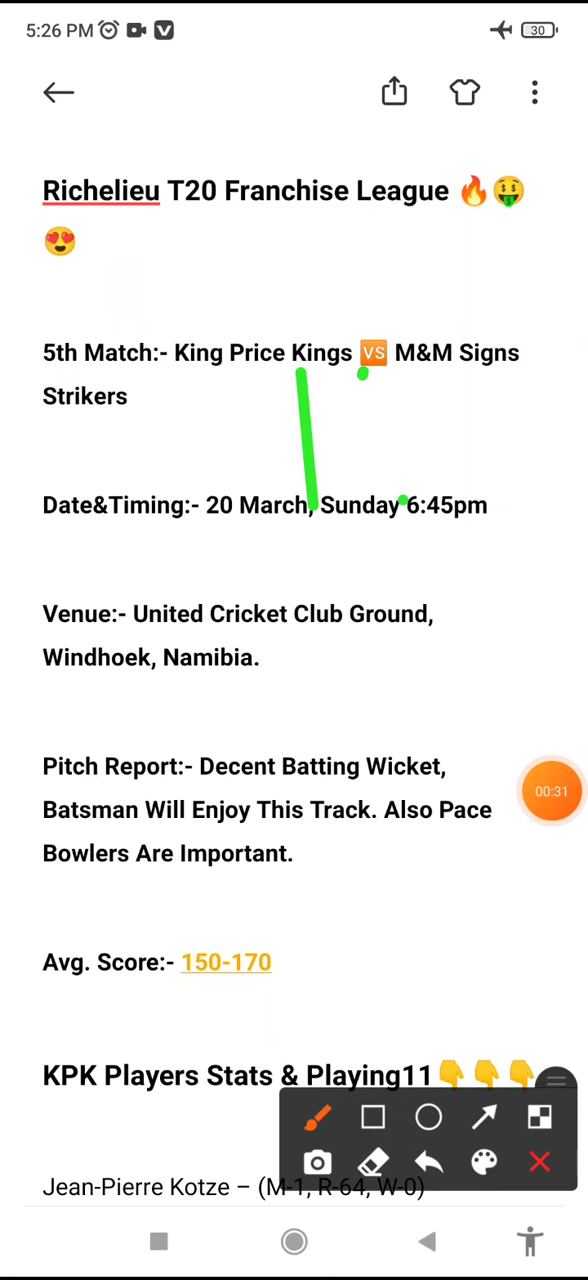 5:26 PM
30
Richelieu T20 Franchise League 🔥🤑
😍
5th Match:- King Price Kings 🆚 M&M Signs
Strikers
Date&Timing:- 20 March, Sunday 6:45pm
Venue:- United Cricket Club Ground,
Windhoek, Namibia.
Pitch Report:- Decent Batting Wicket,
Batsman Will Enjoy This Track. Also Pace
Bowlers Are Important.
00:31
Avg. Score:- 150-170
KPK Players Stats & Playing11👇👇👇
Jean-Pierre Kotze – (M-1, R-64, W-0)